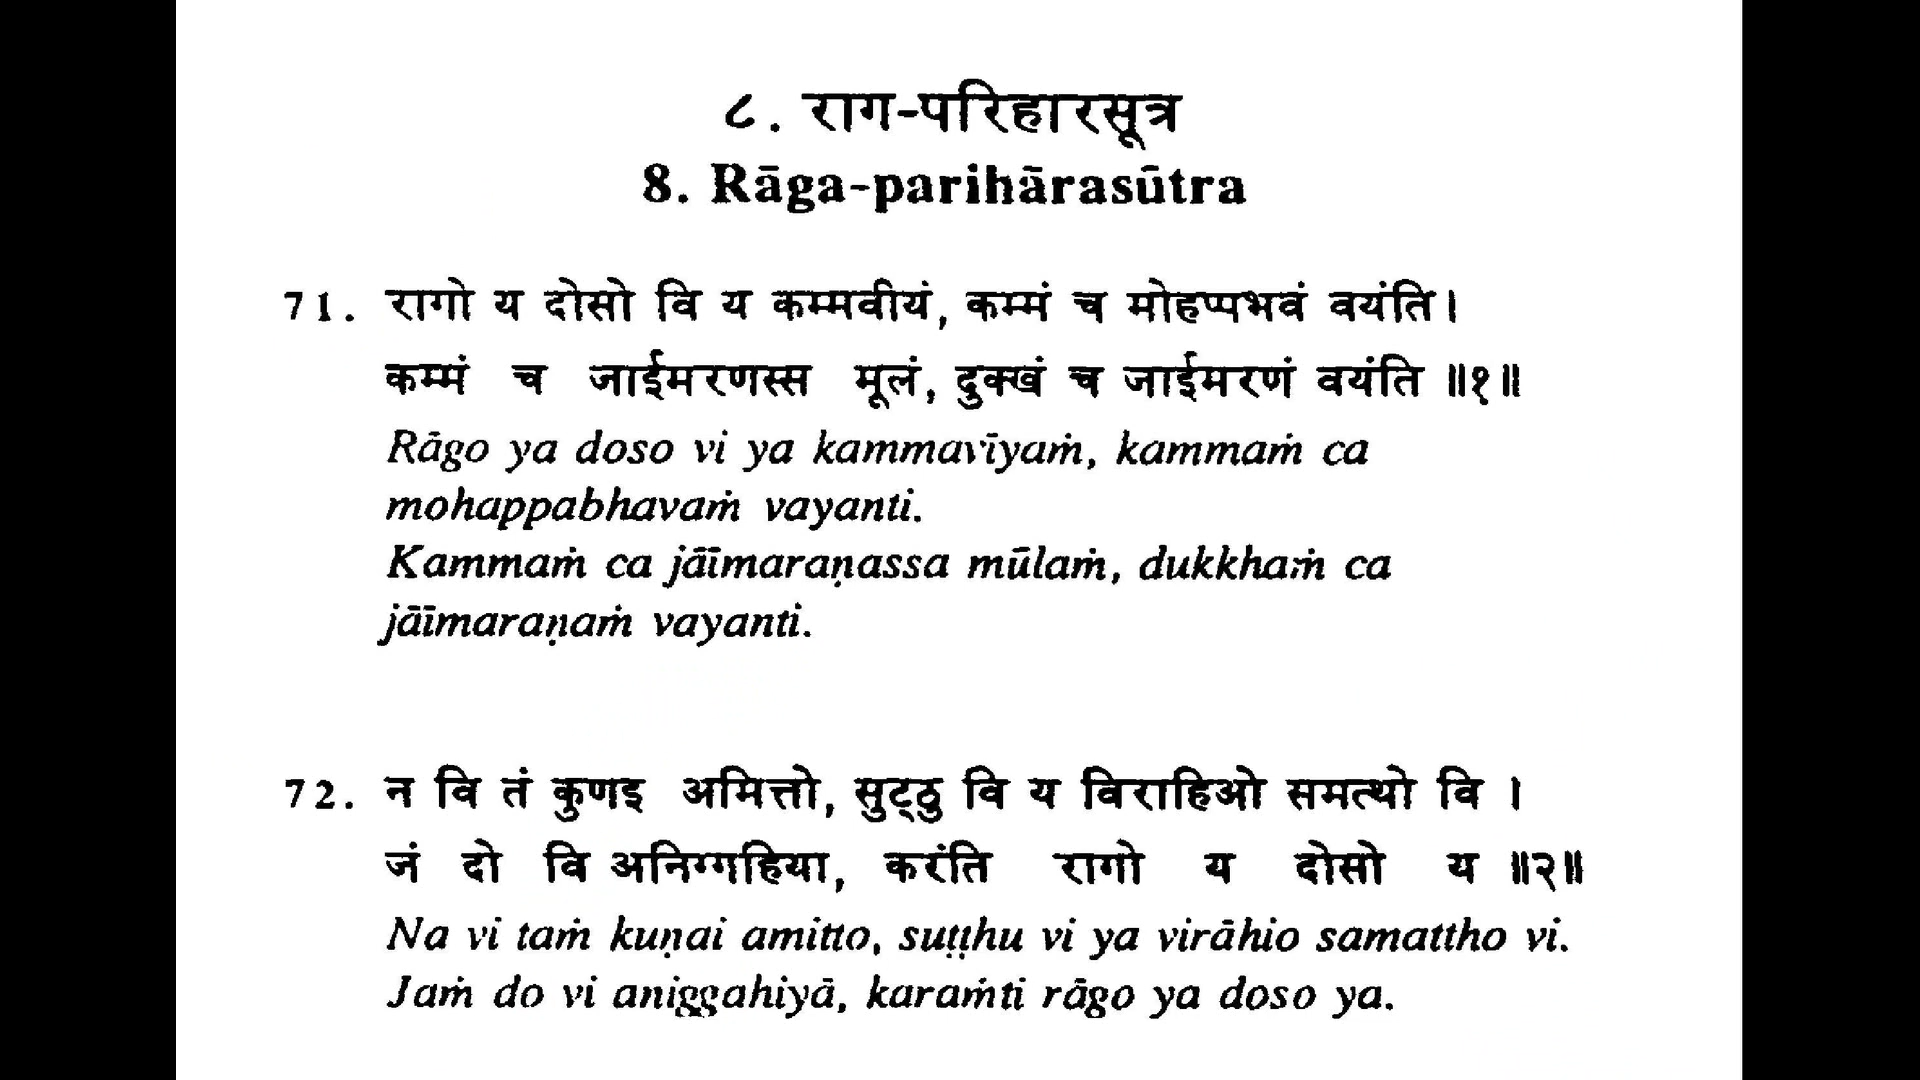 ८. राग-परिहारसूत्र
8. Rāga-parihārasūtra
71. रागो य दोसो वि य कम्मवीयं, कम्मं च मोहप्पभवं वयंति।
कम्मं च जाईमरणस्स मूलं, दुक्खं च जाईमरणं वयंति ॥१॥
Rāgo ya doso vi ya kammavīyaṁ, kammaṁ ca
mohappabhavaṁ vayanti.
Kammaṁ ca jāīmaraṇassa mūlaṁ, dukkhaṁ ca
jāīmaraṇaṁ vayanti.
72. न वि तं कुणइ अमित्तो, सुट्ठु वि य विराहिओ समत्थो वि ।
जं दो वि अनिग्गहिया, करंति रागो य दोसो य ॥२॥
Na vi taṁ kuṇai amitto, suṭṭhu vi ya virāhio samattho vi.
Jaṁ do vi aniggahiyā, karaṁti rāgo ya doso ya.